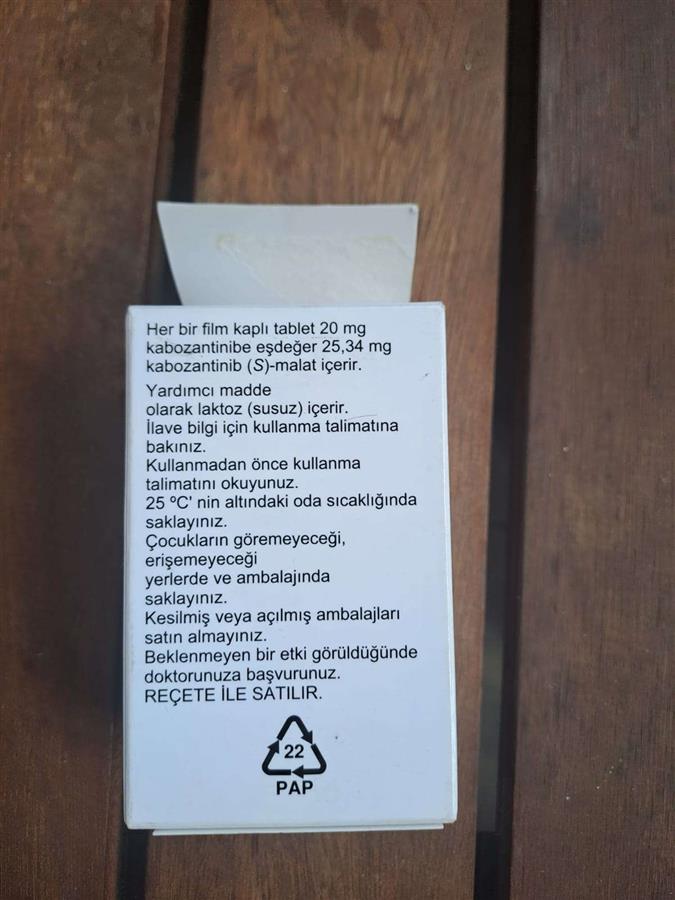 Her bir film kaplı tablet 20 mg
kabozantinibe eşdeğer 25,34 mg
kabozantinib (S)-malat içerir.
Yardımcı madde
olarak laktoz (susuz) içerir.
İlave bilgi için kullanma talimatına
bakınız.
Kullanmadan önce kullanma
talimatını okuyunuz.
25 ºC' nin altındaki oda sıcaklığında
saklayınız.
Çocukların göremeyeceği,
erişemeyeceği
yerlerde ve ambalajında
saklayınız.
Kesilmiş veya açılmış ambalajları
satın almayınız.
Beklenmeyen bir etki görüldüğünde
doktorunuza başvurunuz.
REÇETE İLE SATILIR.
22
PAP